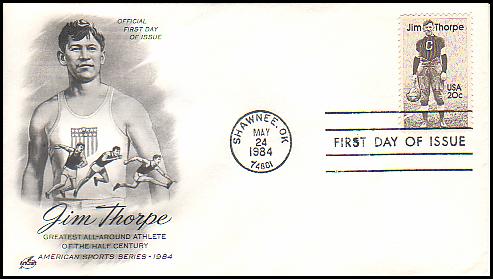 OFFICIAL
FIRST DAY
OF ISSUE
Jim Thorpe
GREATEST ALL-AROUND ATHLETE
OF THE HALF CENTURY
AMERICAN SPORTS SERIES - 1984
SHAWNEE, OK
MAY
24
1984
74801
Jim Thorpe
C
USA
20c
FIRST DAY OF ISSUE